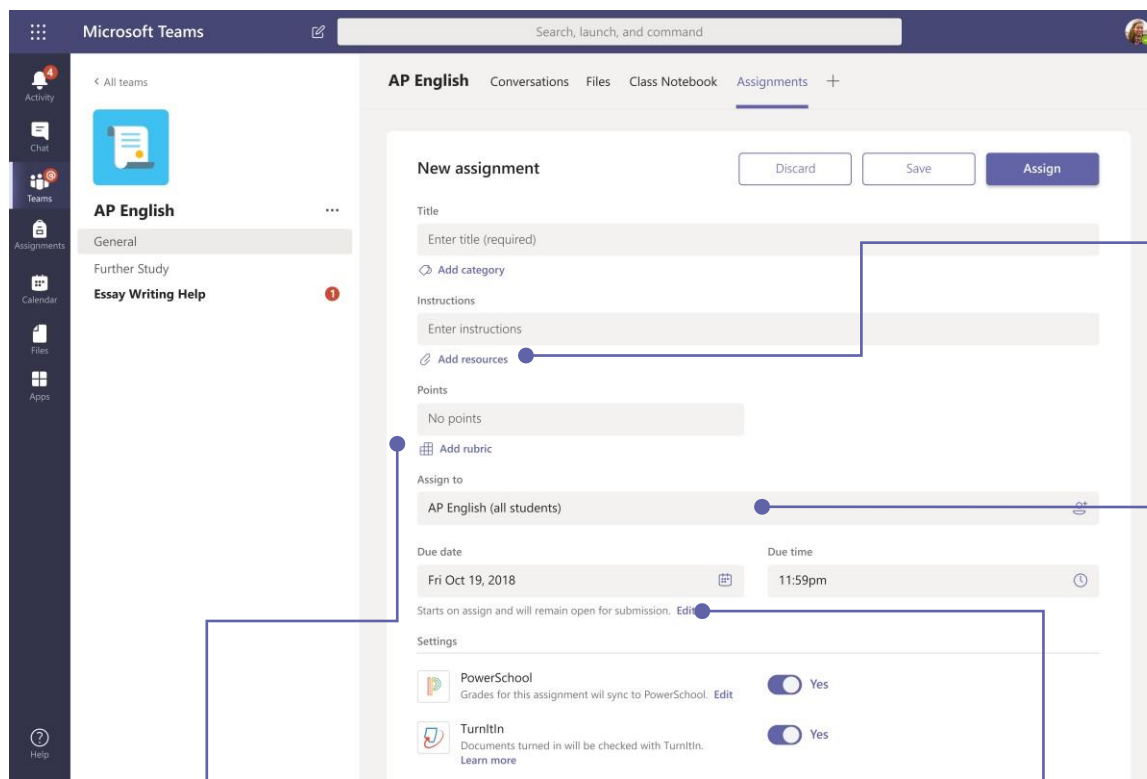 Microsoft Teams
Search, launch, and command
4
Activity
Chat
@
Teams
Assignments
Calendar
Files
Apps
Help
< All teams
AP English
...
General
Further Study
Essay Writing Help
1
AP English Conversations Files Class Notebook Assignments +
New assignment
Discard
Save
Assign
Title
Enter title (required)
Add category
Instructions
Enter instructions
Add resources
Points
No points
Add rubric
Assign to
AP English (all students)
Due date
Due time
Fri Oct 19, 2018
11:59pm
Starts on assign and will remain open for submission. Edit
Settings
PowerSchool
Yes
Grades for this assignment wil sync to PowerSchool. Edit
TurnItIn
Yes
Documents turned in will be checked with TurnItIn.
Learn more